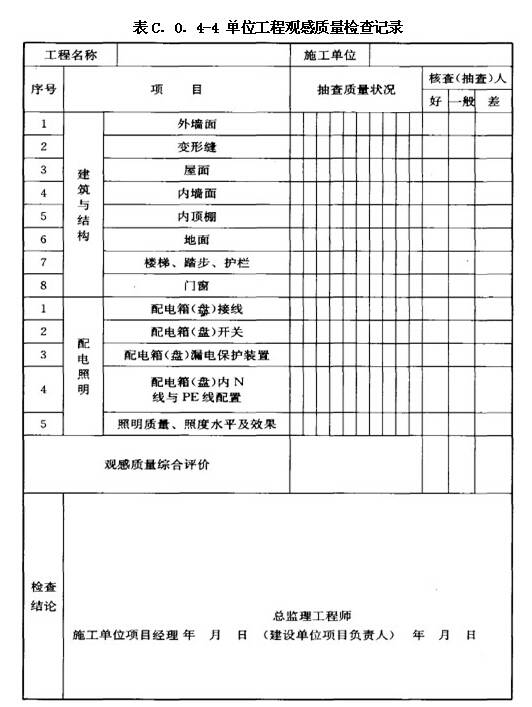 表C. 0. 4-4 单位工程观感质量检查记录
工程名称 施工单位
序号 项 目 抽查质量状况 核查(抽查)人
好 一般 差
建筑与结构
1 外墙面
2 变形缝
3 屋面
4 内墙面
5 内顶棚
6 地面
7 楼梯、踏步、护栏
8 门窗
配电照明
1 配电箱(盘)接线
2 配电箱(盘)开关
3 配电箱(盘)漏电保护装置
4 配电箱(盘)内 N
线与 PE 线配置
5 照明质量、照度水平及效果
观感质量综合评价
检查
结论
总监理工程师
施工单位项目经理 年 月 日 (建设单位项目负责人) 年 月 日